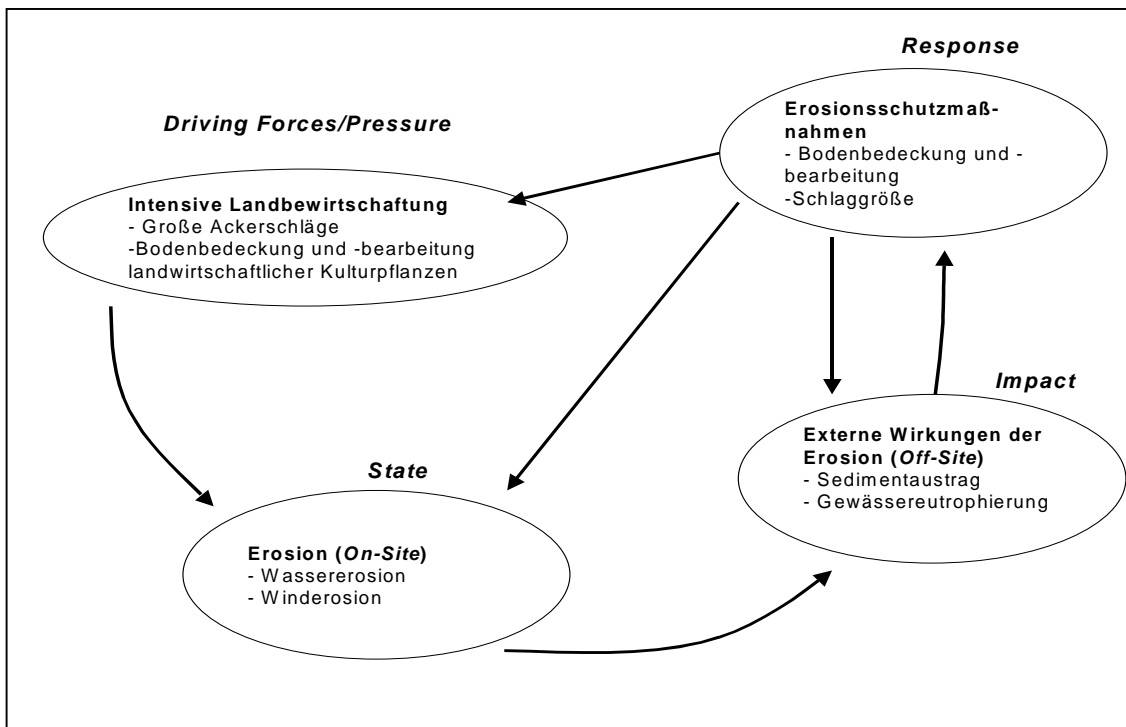 Response
Erosionsschutzmaß-
nahmen
- Bodenbedeckung und -
bearbeitung
-Schlaggröße
Driving Forces/Pressure
Intensive Landbewirtschaftung
- Große Ackerschläge
-Bodenbedeckung und -bearbeitung
landwirtschaftlicher Kulturpflanzen
Impact
Externe Wirkungen der
Erosion (Off-Site)
- Sedimentaustrag
- Gewässereutrophierung
State
Erosion (On-Site)
- Wassererosion
- Winderosion